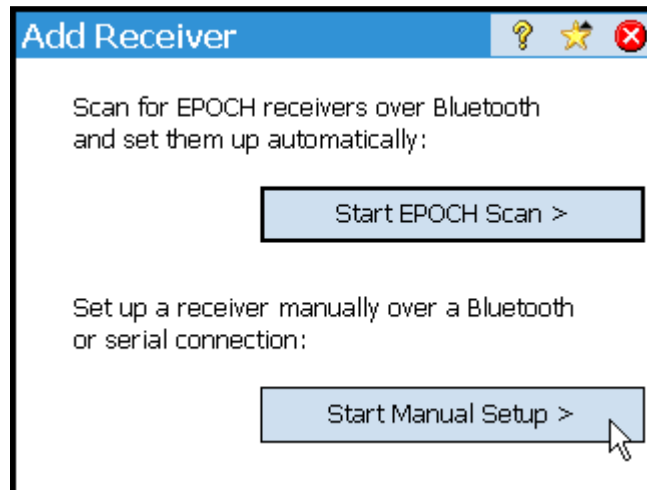 Add Receiver
Scan for EPOCH receivers over Bluetooth
and set them up automatically:
Start EPOCH Scan >
Set up a receiver manually over a Bluetooth
or serial connection:
Start Manual Setup >